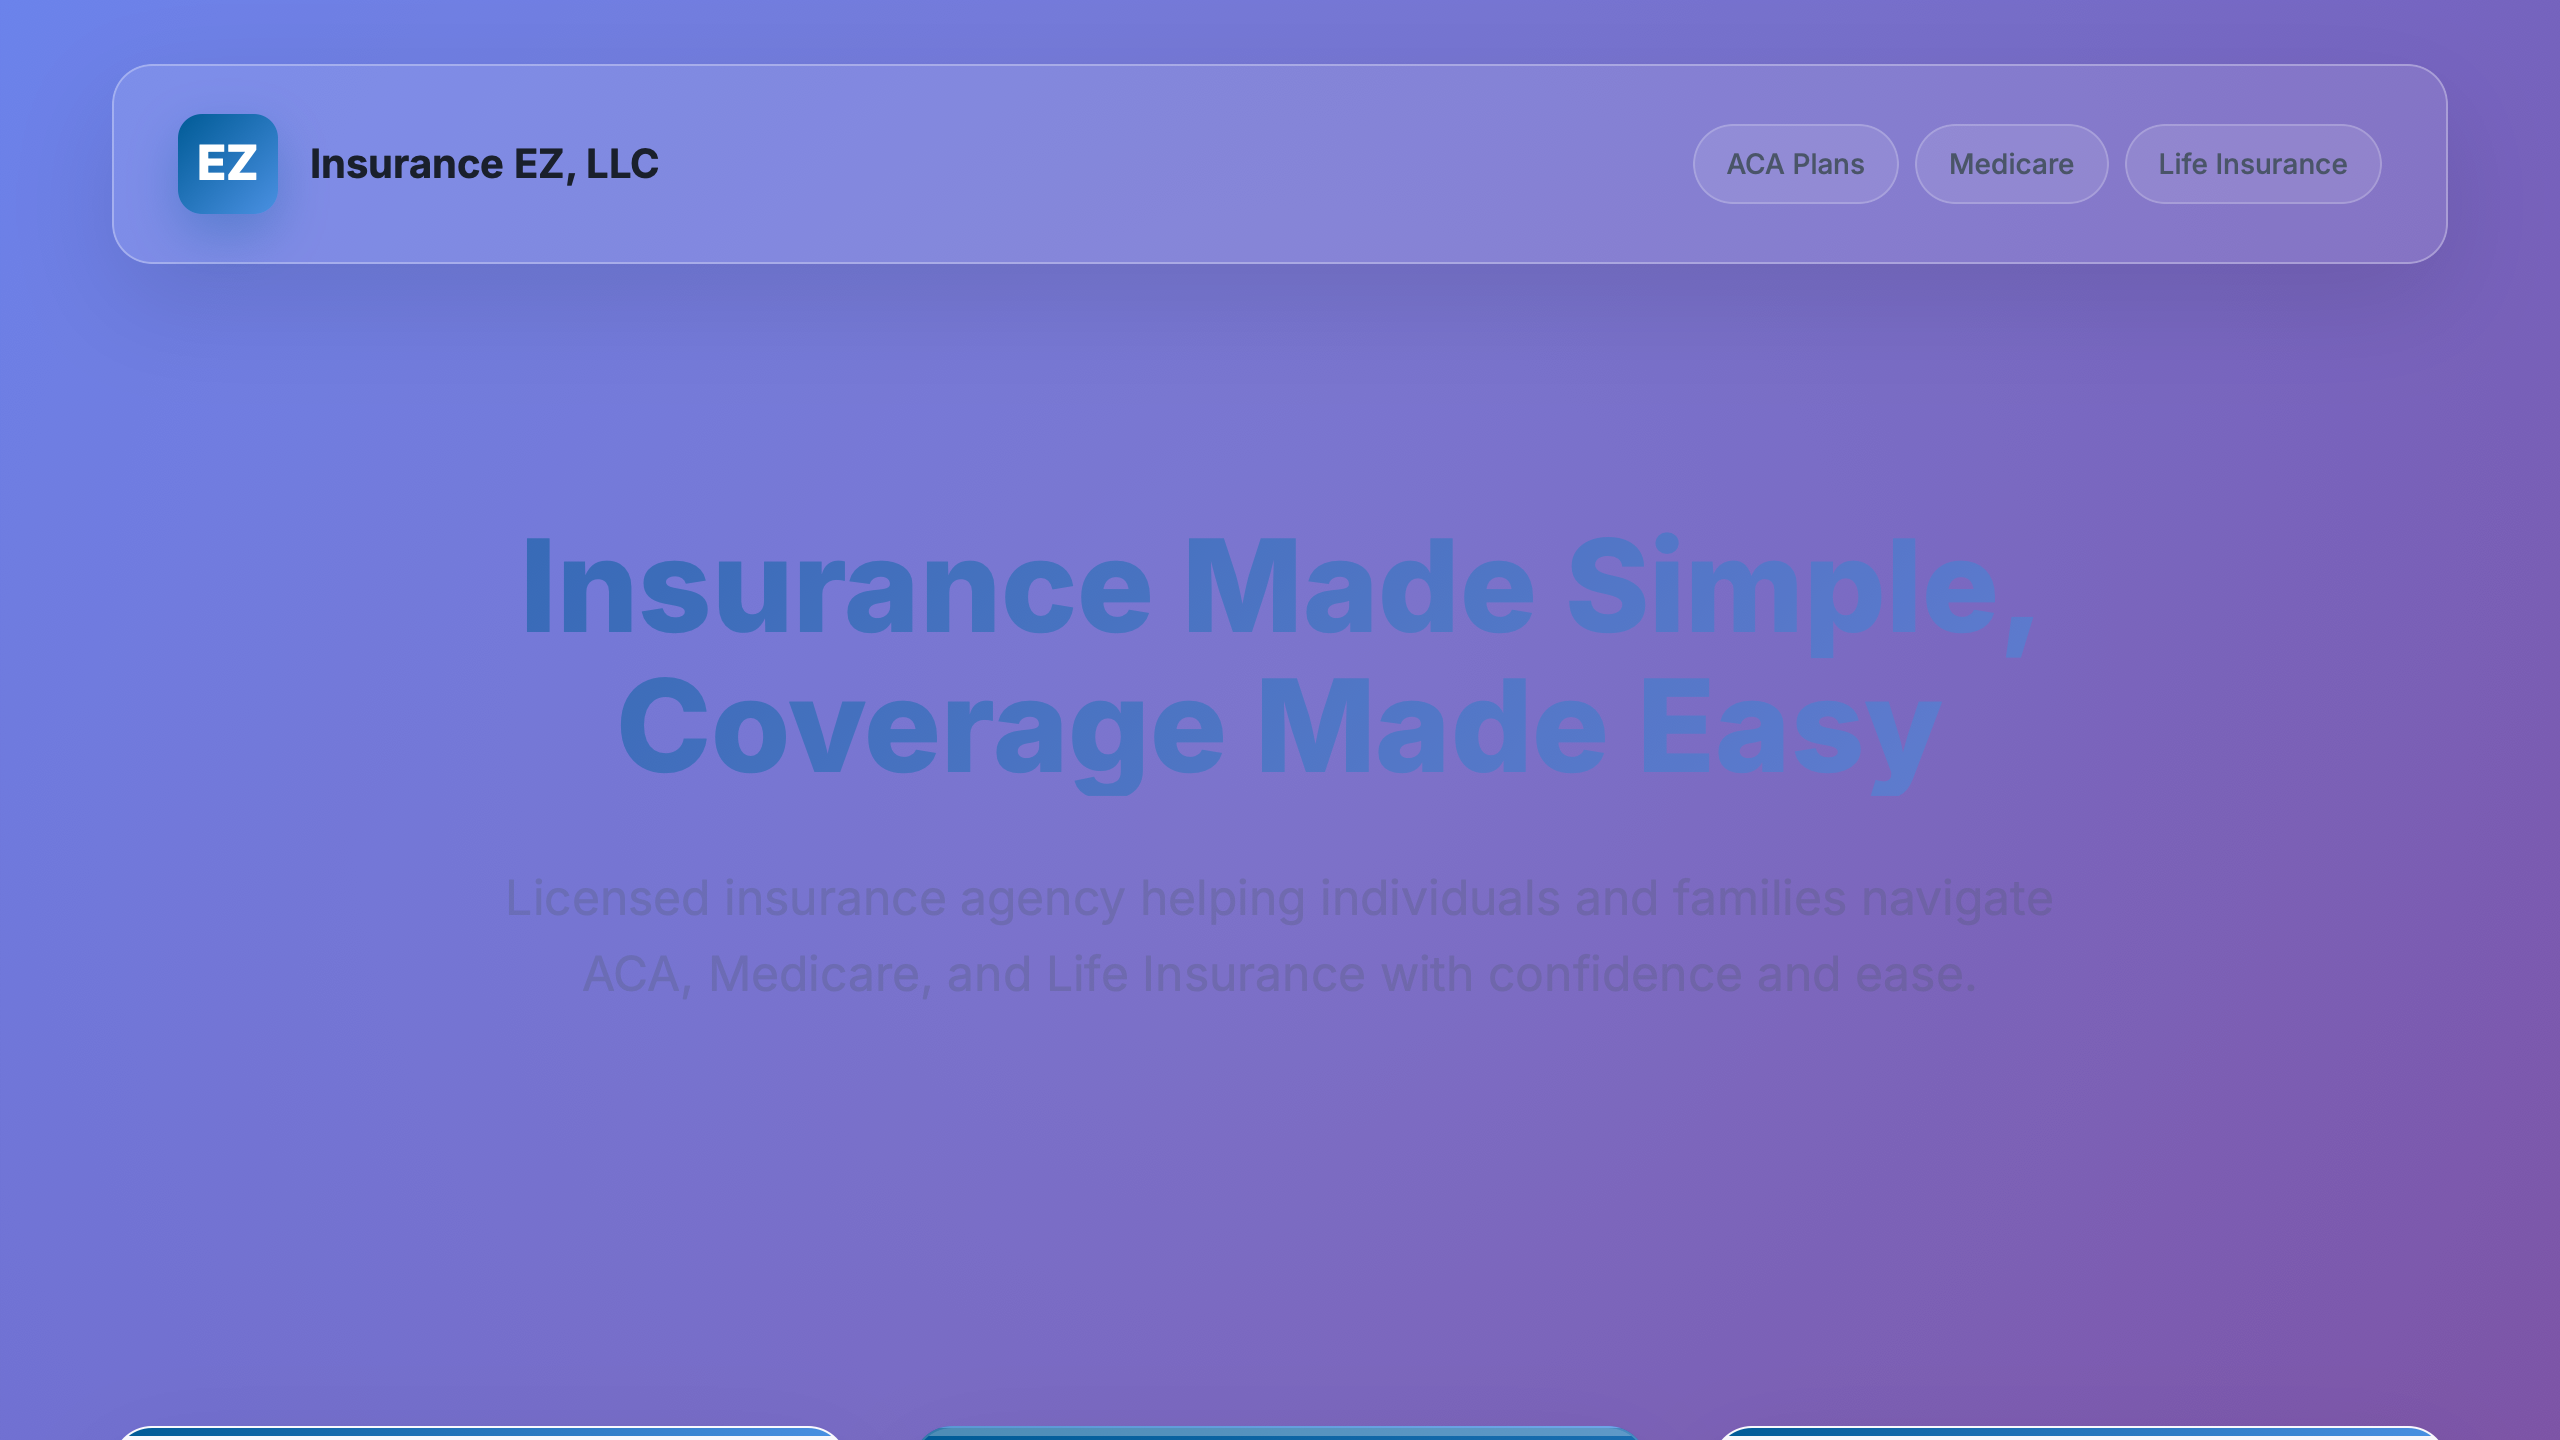 EZ
Insurance EZ, LLC
ACA Plans
Medicare
Life Insurance
Insurance Made Simple,
Coverage Made Easy
Licensed insurance agency helping individuals and families navigate
ACA, Medicare, and Life Insurance with confidence and ease.